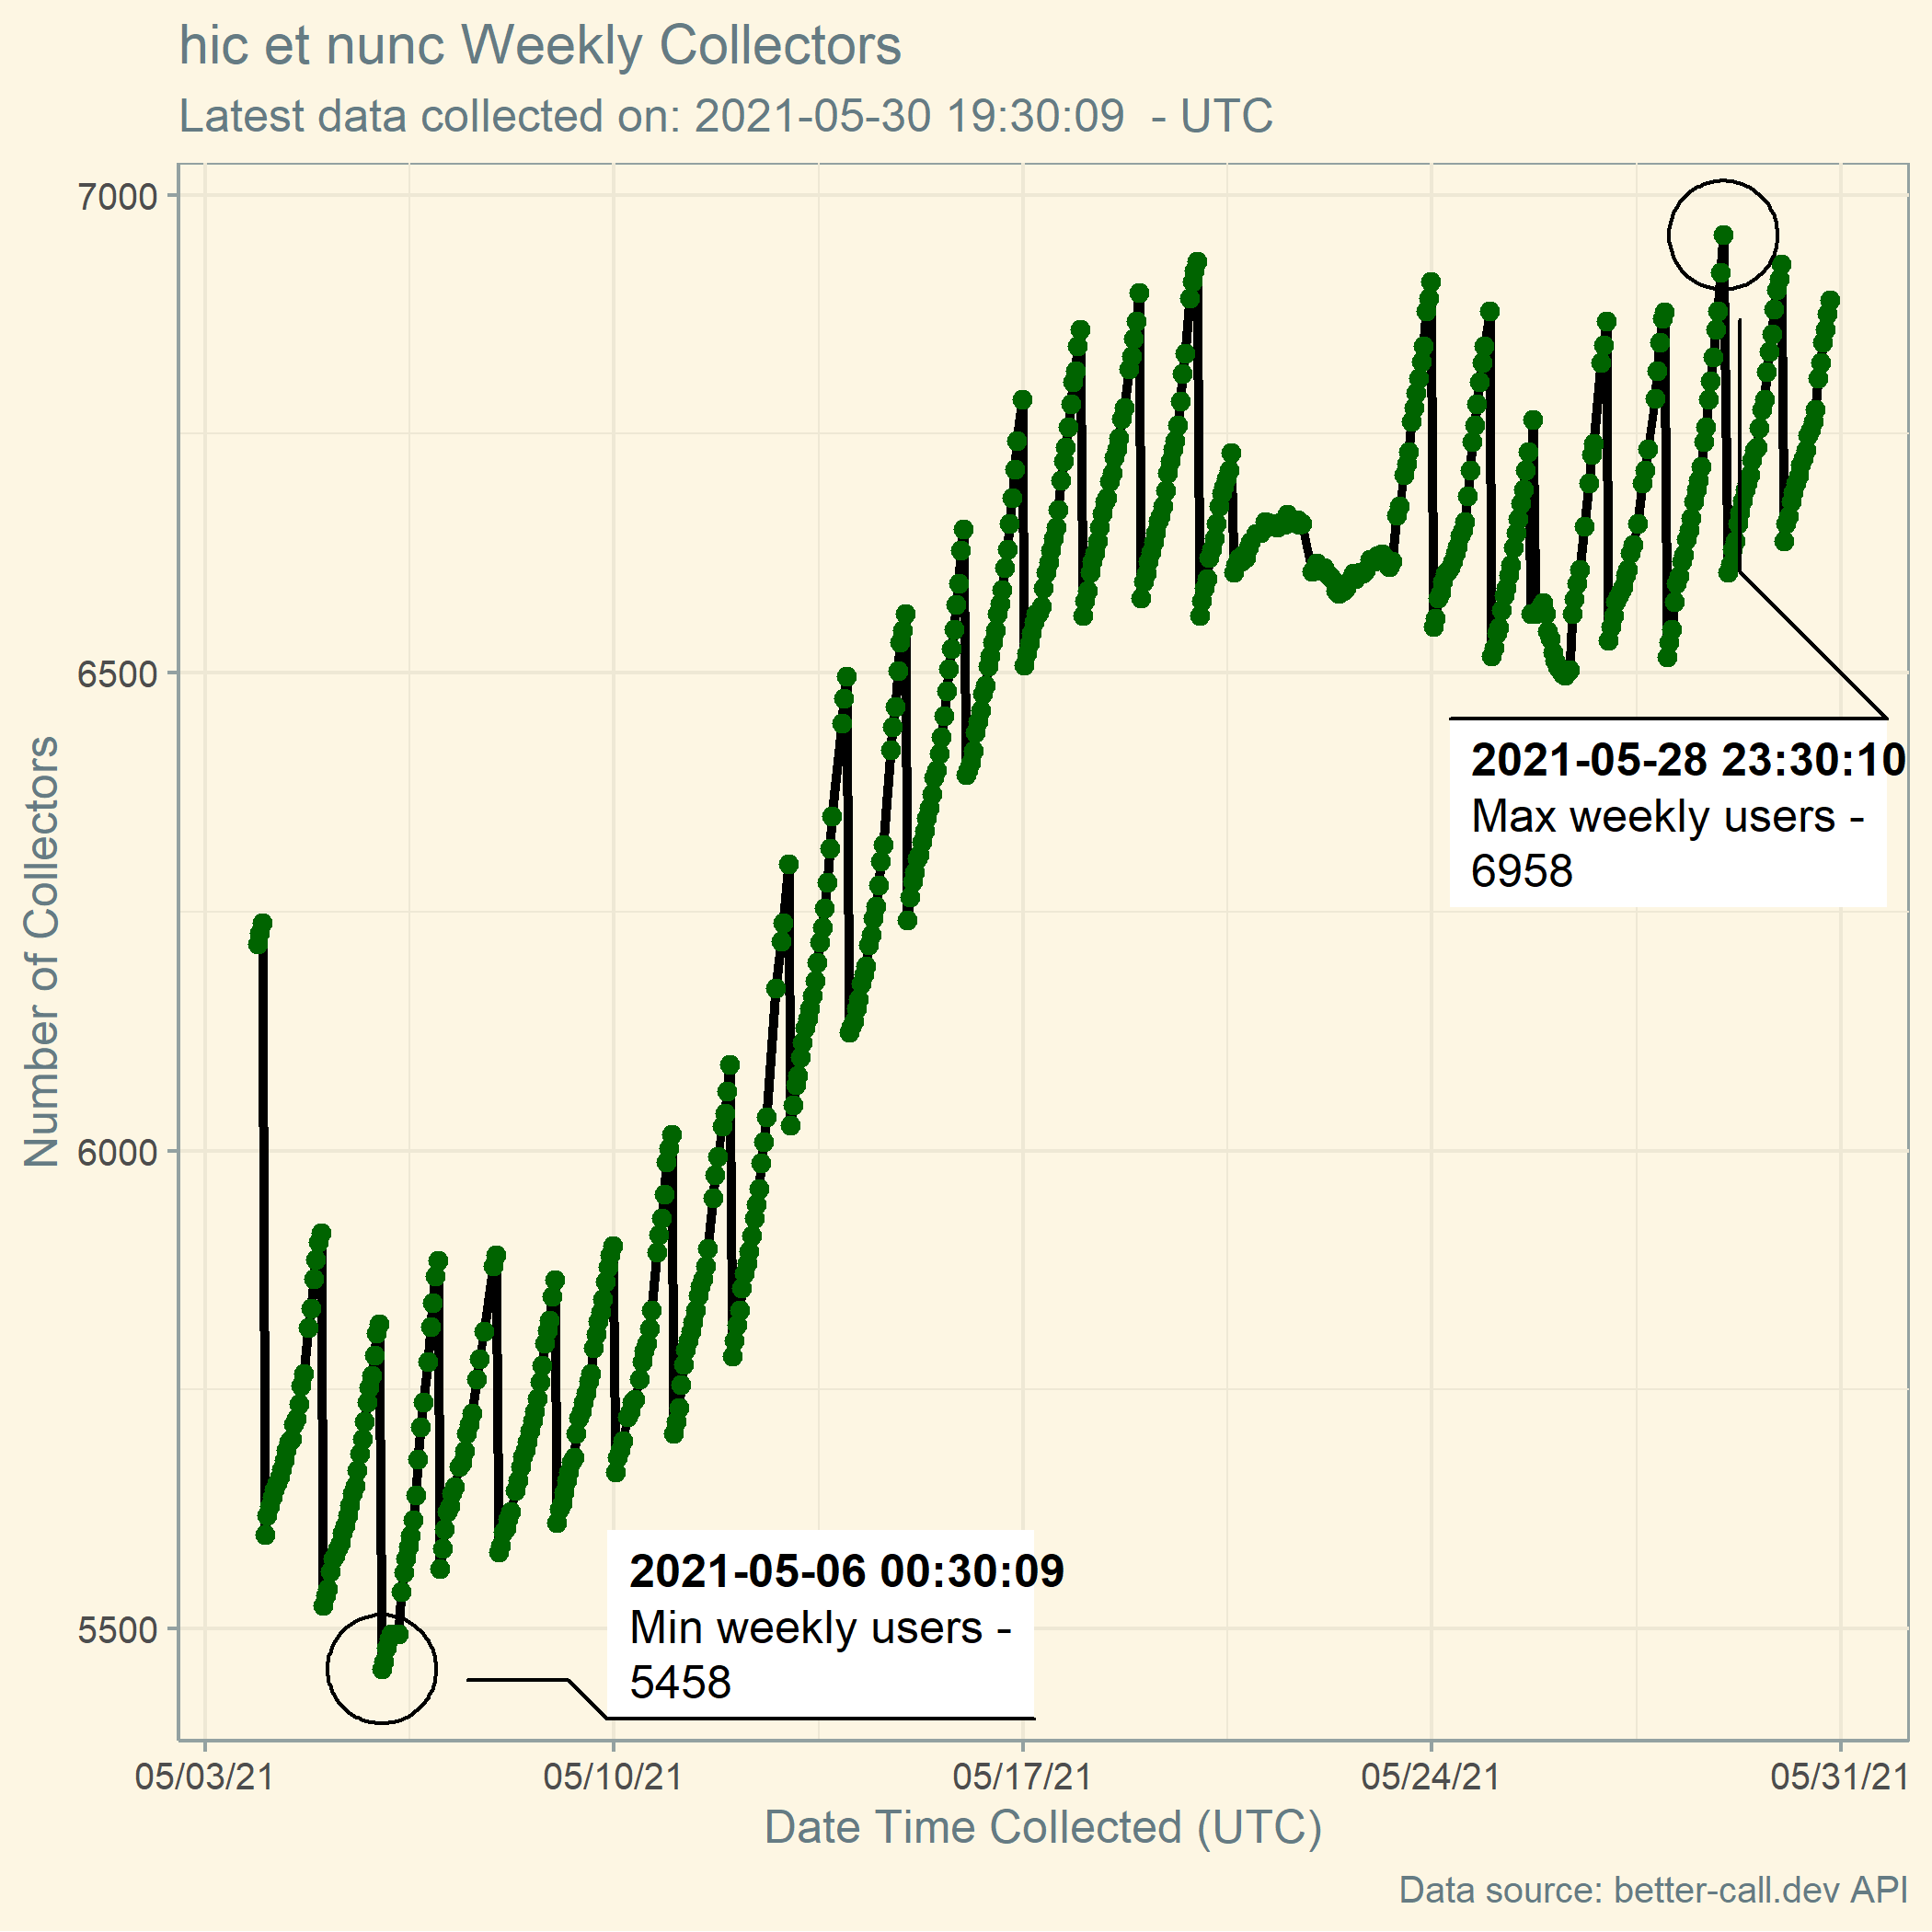 hic et nunc Weekly Collectors
Latest data collected on: 2021-05-30 19:30:09  - UTC
Number of Collectors
7000
6500
6000
5500
2021-05-28 23:30:10
Max weekly users -
6958
2021-05-06 00:30:09
Min weekly users -
5458
05/03/21
05/10/21
05/17/21
05/24/21
05/31/21
Date Time Collected (UTC)
Data source: better-call.dev API